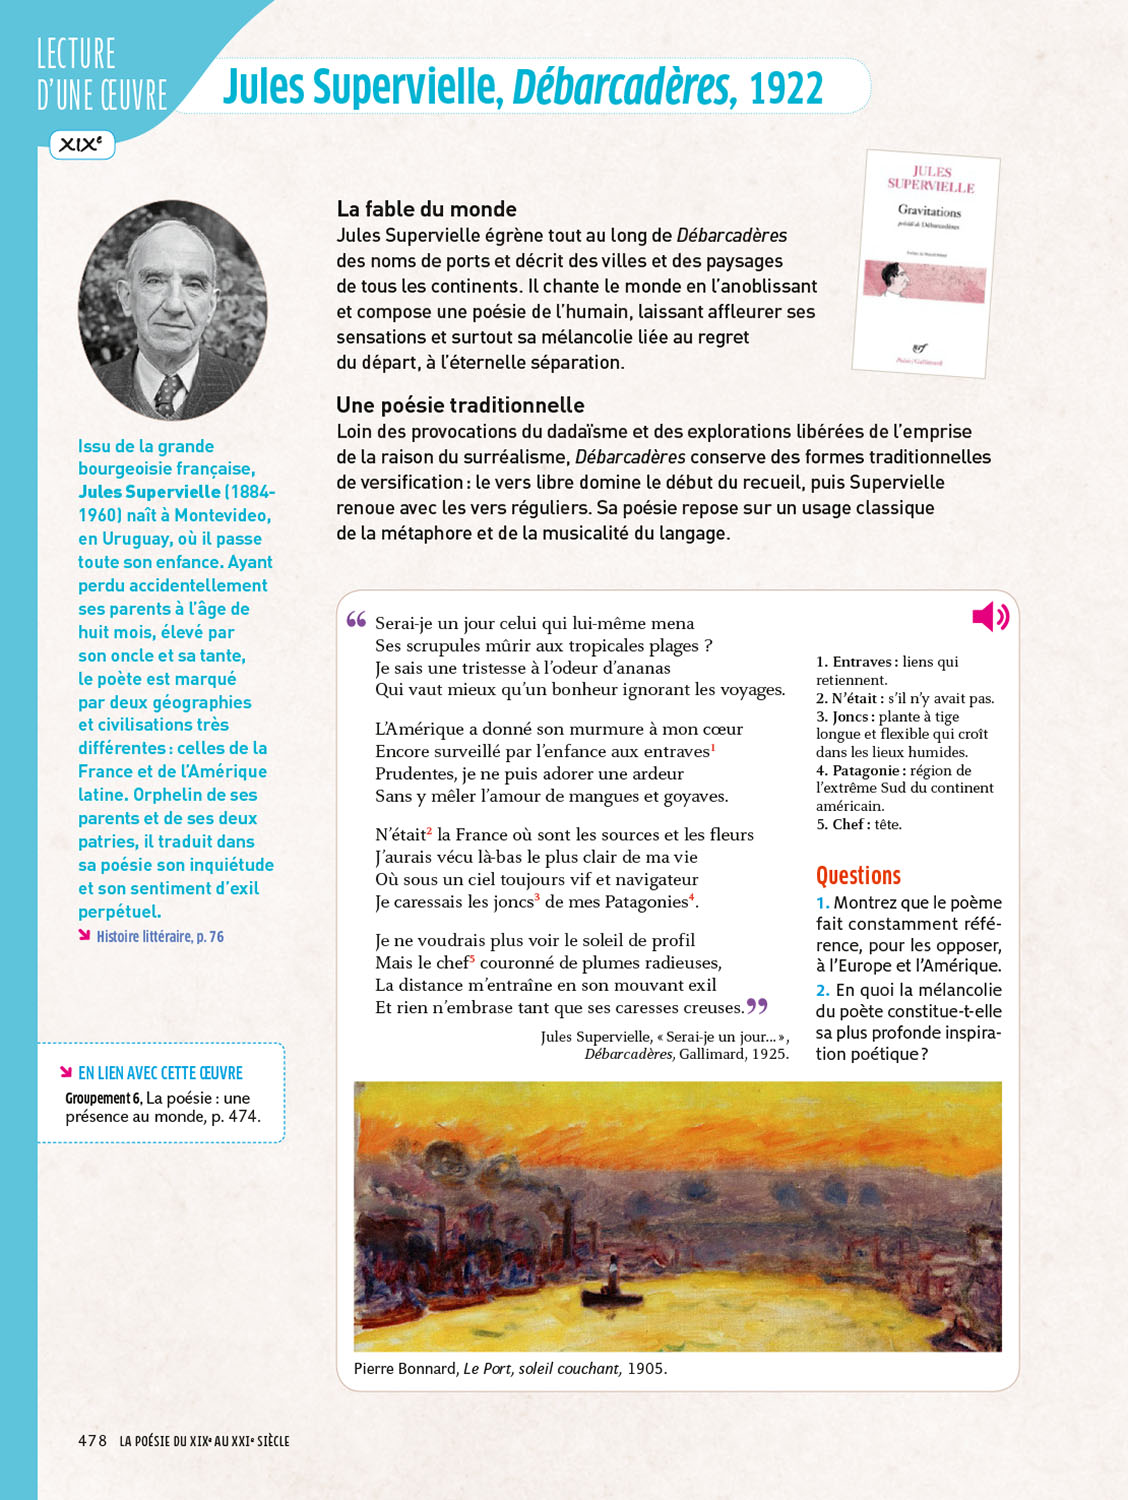 LECTURE
D'UNE ŒUVRE
XIXe
Jules Supervielle, Débarcadères, 1922
JULES
SUPERVIELLE
Gravitations
précédé de Débarcadères
nrf
Poésie/Gallimard
La fable du monde
Jules Supervielle égrène tout au long de Débarcadères
des noms de ports et décrit des villes et des paysages
de tous les continents. Il chante le monde en l'anoblissant
et compose une poésie de l'humain, laissant affleurer ses
sensations et surtout sa mélancolie liée au regret
du départ, à l'éternelle séparation.
Une poésie traditionnelle
Loin des provocations du dadaïsme et des explorations libérées de l'emprise
de la raison du surréalisme, Débarcadères conserve des formes traditionnelles
de versification : le vers libre domine le début du recueil, puis Supervielle
renoue avec les vers réguliers. Sa poésie repose sur un usage classique
de la métaphore et de la musicalité du langage.
Issu de la grande
bourgeoisie française,
Jules Supervielle (1884-
1960) naît à Montevideo,
en Uruguay, où il passe
toute son enfance. Ayant
perdu accidentellement
ses parents à l'âge de
huit mois, élevé par
son oncle et sa tante,
le poète est marqué
par deux géographies
et civilisations très
différentes : celles de la
France et de l'Amérique
latine. Orphelin de ses
parents et de ses deux
patries, il traduit dans
sa poésie son inquiétude
et son sentiment d'exil
perpétuel.
Histoire littéraire, p. 76
EN LIEN AVEC CETTE ŒUVRE
Groupement 6, La poésie : une
présence au monde, p. 474.
“ Serai-je un jour celui qui lui-même mena
Ses scrupules mûrir aux tropicales plages ?
Je sais une tristesse à l'odeur d'ananas
Qui vaut mieux qu'un bonheur ignorant les voyages.
L'Amérique a donné son murmure à mon cœur
Encore surveillé par l'enfance aux entraves1
Prudentes, je ne puis adorer une ardeur
Sans y mêler l'amour de mangues et goyaves.
N'était2 la France où sont les sources et les fleurs
J'aurais vécu là-bas le plus clair de ma vie
Où sous un ciel toujours vif et navigateur
Je caressais les joncs3 de mes Patagonies4.
Je ne voudrais plus voir le soleil de profil
Mais le chef5 couronné de plumes radieuses,
La distance m'entraîne en son mouvant exil
Et rien n'embrase tant que ses caresses creuses. ”
Jules Supervielle, « Serai-je un jour... »,
Débarcadères, Gallimard, 1925.
1. Entraves : liens qui
retiennent.
2. N'était : s'il n'y avait pas.
3. Joncs : plante à tige
longue et flexible qui croît
dans les lieux humides.
4. Patagonie : région de
l'extrême Sud du continent
américain.
5. Chef : tête.
Questions
1. Montrez que le poème
fait constamment réfé-
rence, pour les opposer,
à l'Europe et l'Amérique.
2. En quoi la mélancolie
du poète constitue-t-elle
sa plus profonde inspira-
tion poétique ?
Pierre Bonnard, Le Port, soleil couchant, 1905.
478 LA POÉSIE DU XIXe AU XXIe SIÈCLE